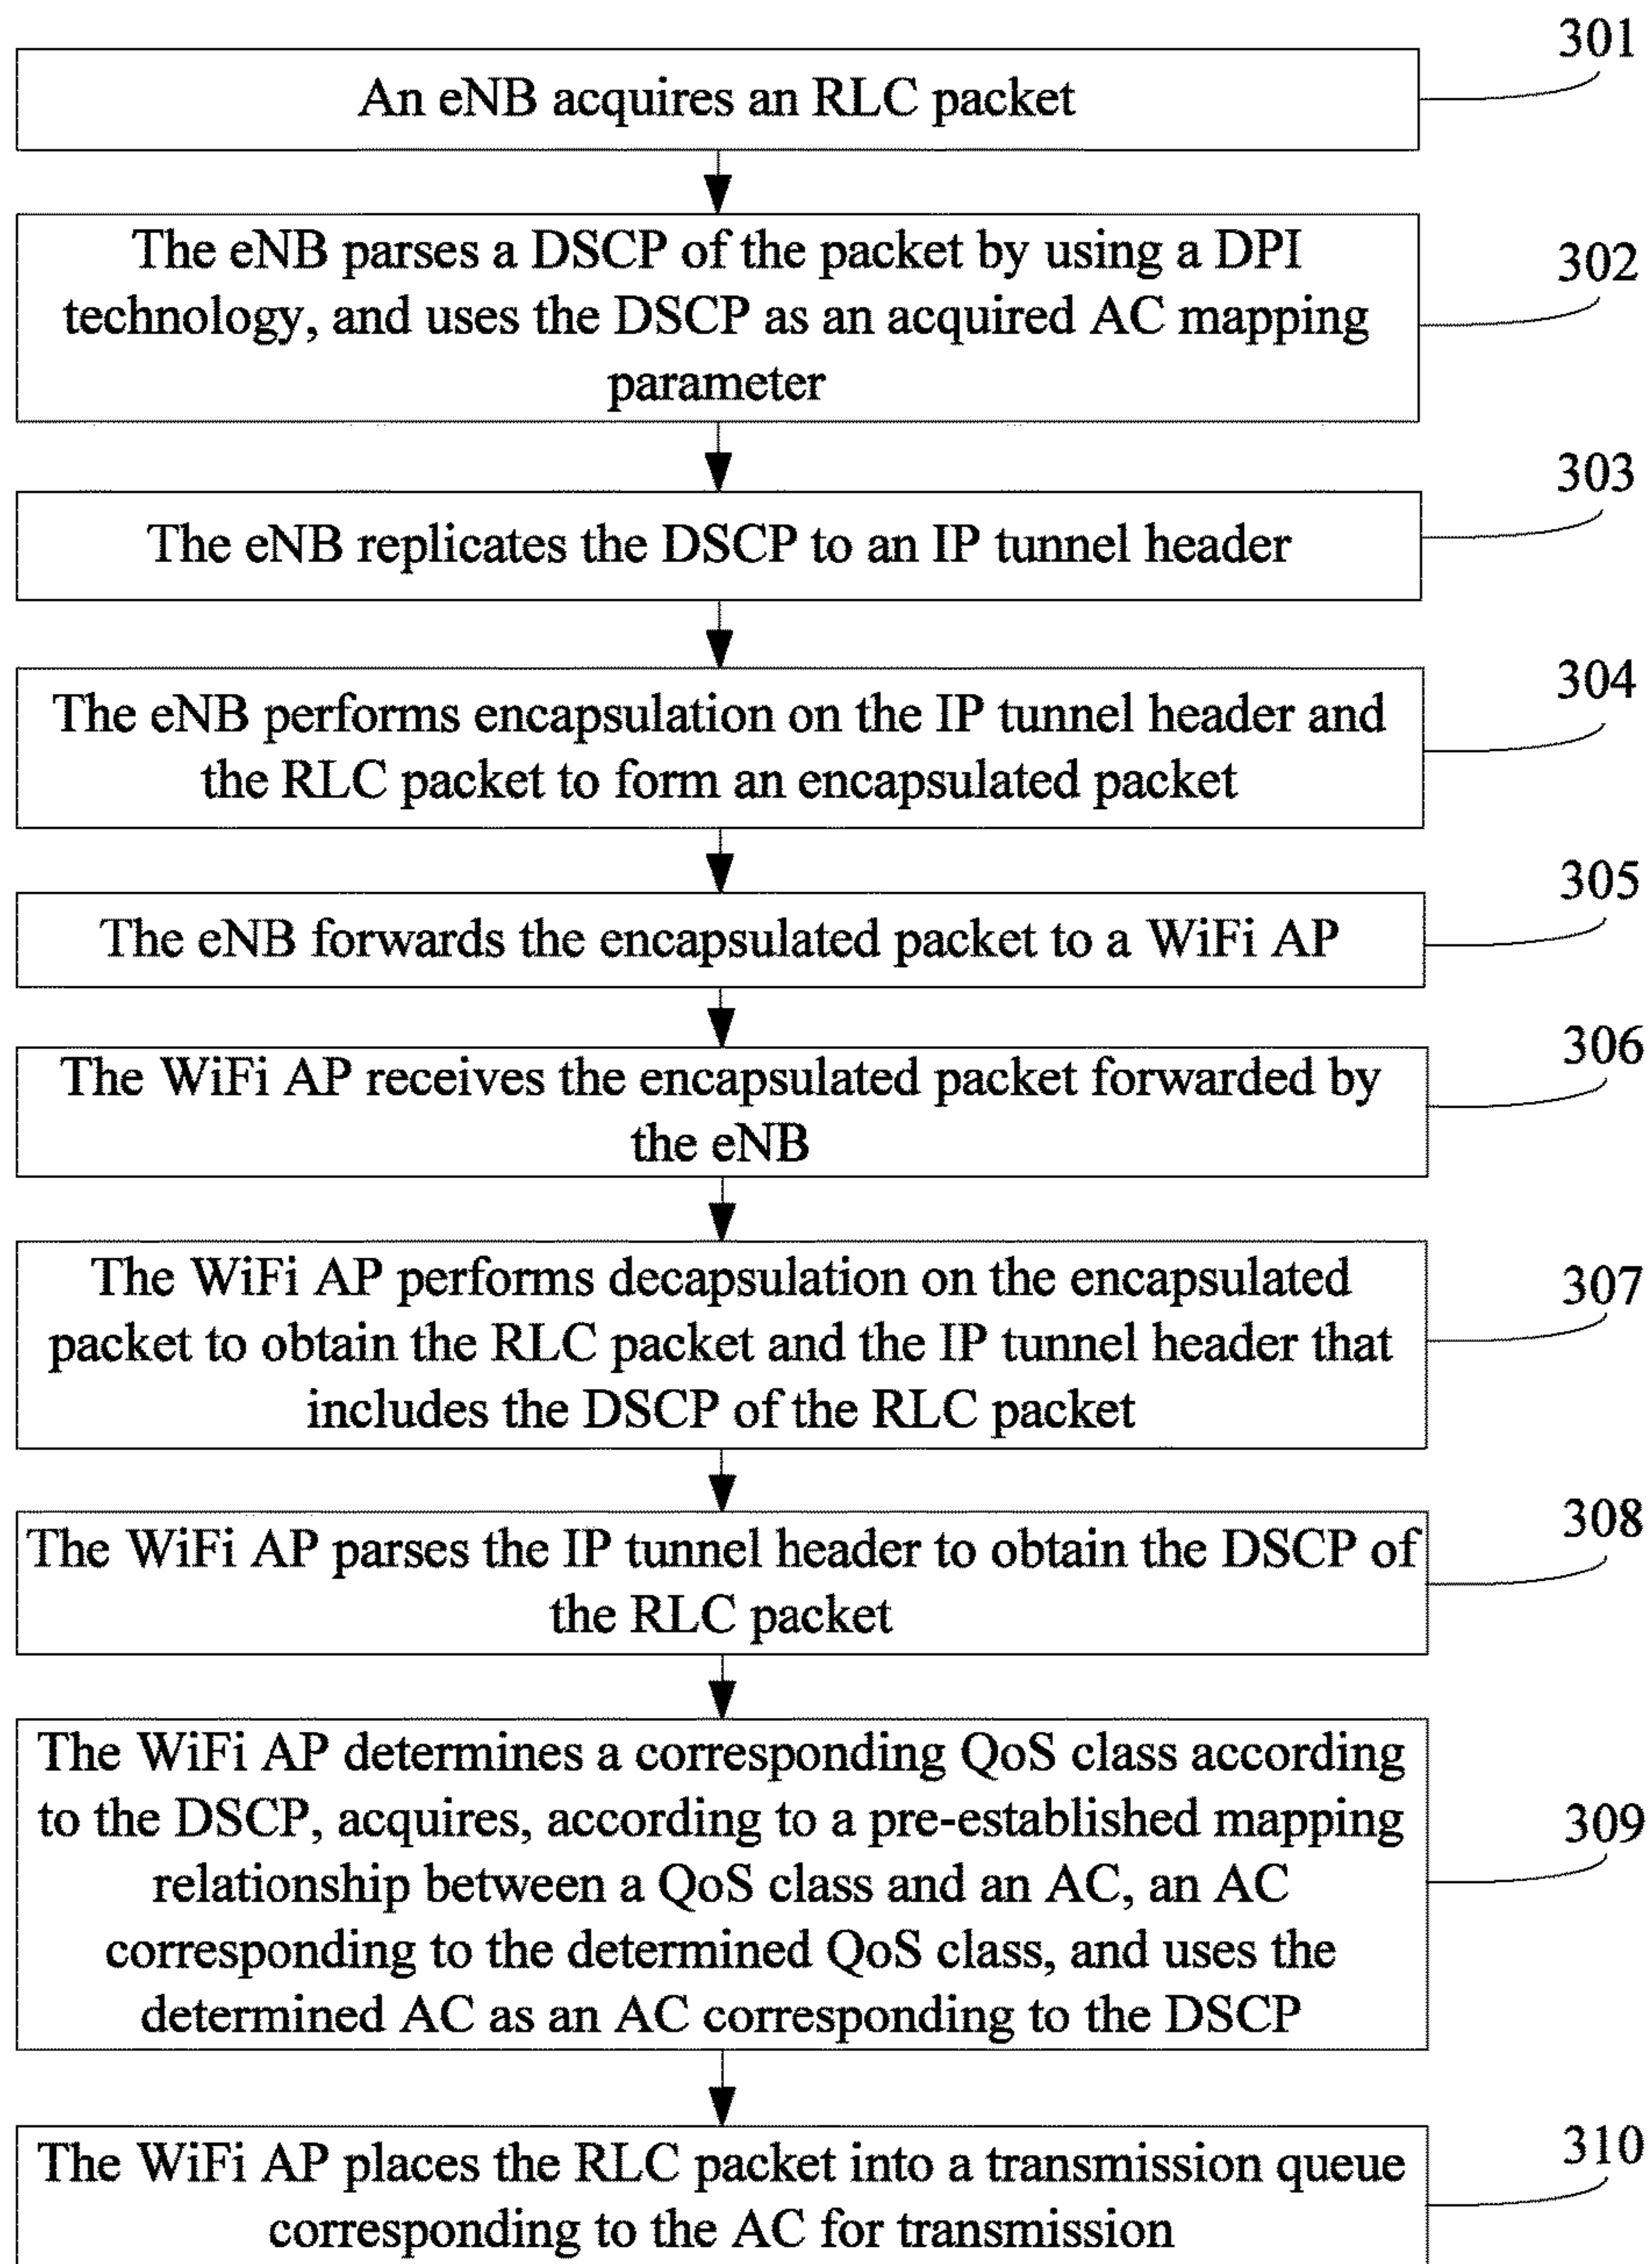 301
An eNB acquires an RLC packet
The eNB parses a DSCP of the packet by using a DPI
technology, and uses the DSCP as an acquired AC mapping
parameter
302
303
The eNB replicates the DSCP to an IP tunnel header
304
The eNB performs encapsulation on the IP tunnel header and
the RLC packet to form an encapsulated packet
305
The eNB forwards the encapsulated packet to a WiFi AP
306
The WiFi AP receives the encapsulated packet forwarded by
the eNB
The WiFi AP performs decapsulation on the encapsulated
packet to obtain the RLC packet and the IP tunnel header that
includes the DSCP of the RLC packet
307
308
The WiFi AP parses the IP tunnel header to obtain the DSCP of
the RLC packet
The WiFi AP determines a corresponding QoS class according
to the DSCP, acquires, according to a pre-established mapping
relationship between a QoS class and an AC, an AC
corresponding to the determined QoS class, and uses the
determined AC as an AC corresponding to the DSCP
309
310
The WiFi AP places the RLC packet into a transmission queue
corresponding to the AC for transmission